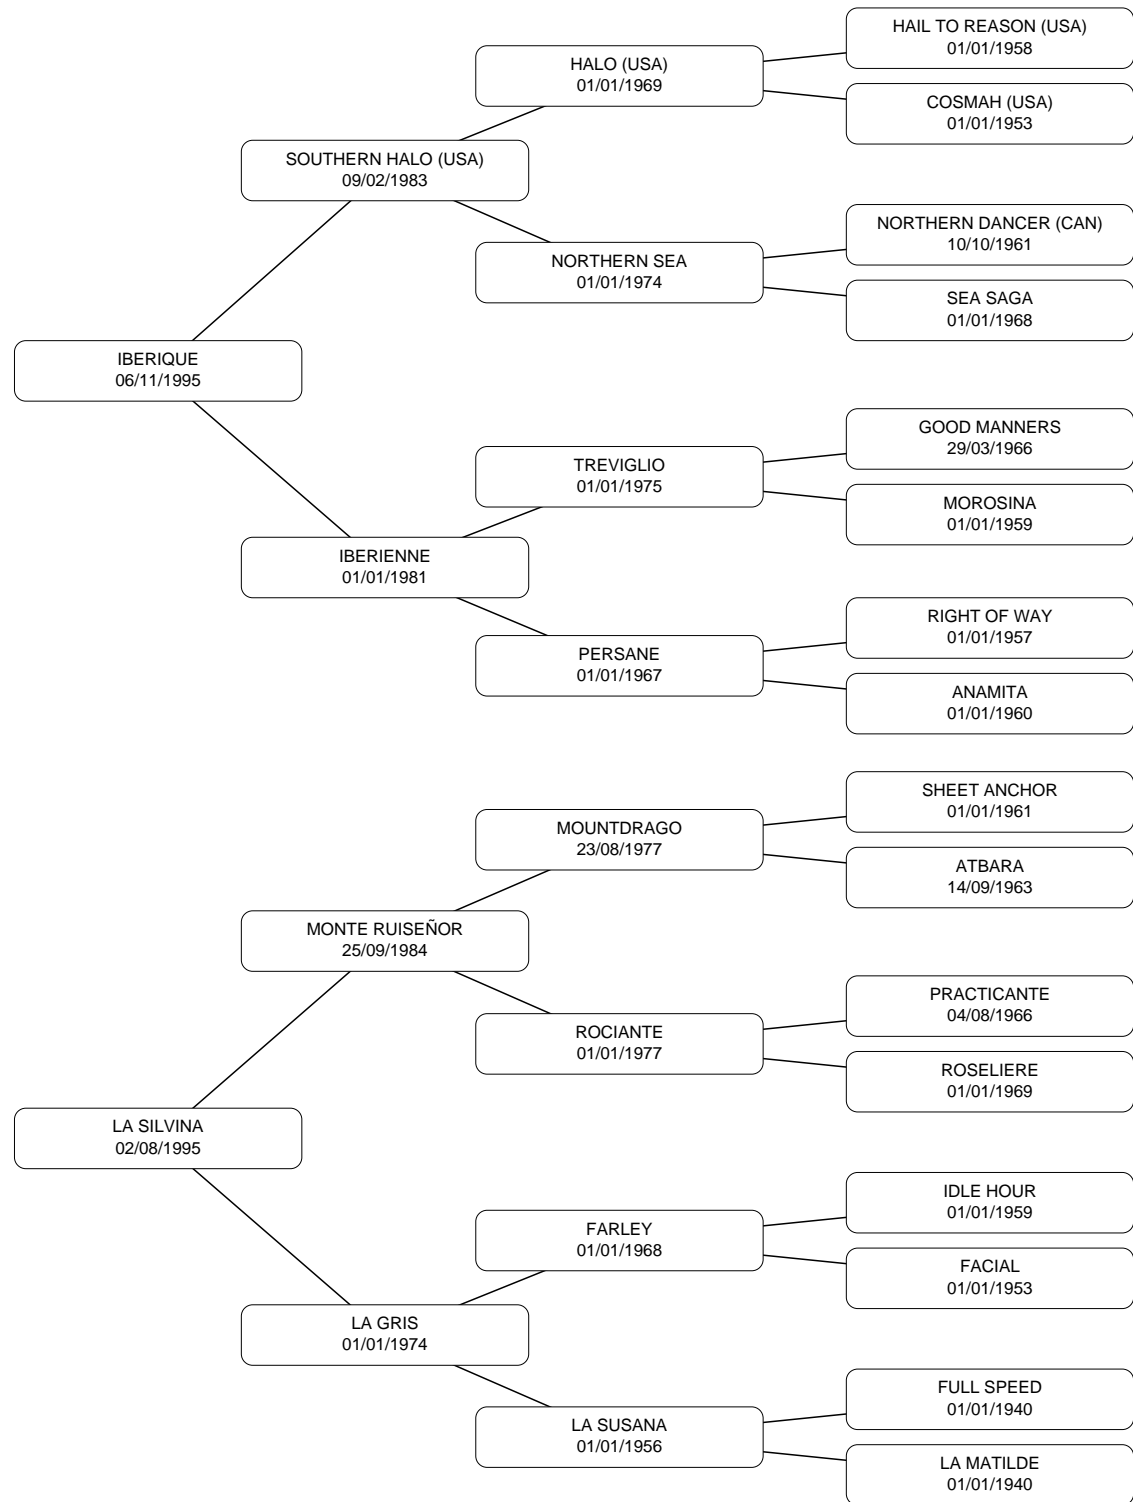 HAIL TO REASON (USA)
01/01/1958
HALO (USA)
01/01/1969
COSMAH (USA)
01/01/1953
SOUTHERN HALO (USA)
09/02/1983
NORTHERN DANCER (CAN)
10/10/1961
NORTHERN SEA
01/01/1974
SEA SAGA
01/01/1968
IBERIQUE
06/11/1995
GOOD MANNERS
29/03/1966
TREVIGLIO
01/01/1975
MOROSINA
01/01/1959
IBERIENNE
01/01/1981
RIGHT OF WAY
01/01/1957
PERSANE
01/01/1967
ANAMITA
01/01/1960
SHEET ANCHOR
01/01/1961
MOUNTDRAGO
23/08/1977
ATBARA
14/09/1963
MONTE RUISEÑOR
25/09/1984
PRACTICANTE
04/08/1966
ROCIANTE
01/01/1977
ROSELIERE
01/01/1969
LA SILVINA
02/08/1995
IDLE HOUR
01/01/1959
FARLEY
01/01/1968
FACIAL
01/01/1953
LA GRIS
01/01/1974
FULL SPEED
01/01/1940
LA SUSANA
01/01/1956
LA MATILDE
01/01/1940